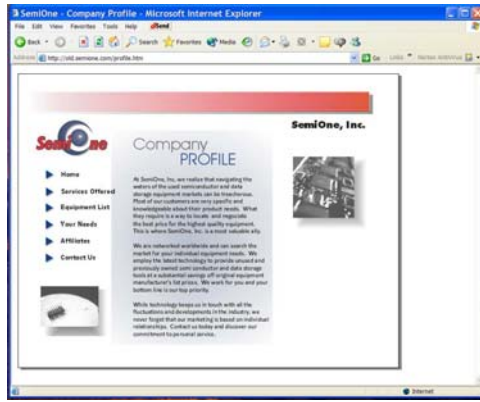 SemiOne - Company Profile - Microsoft Internet Explorer
File Edit View Favorites Tools Help
Back Search Favorites Media
Address http://old.semione.com/profile.htm Go Links Norton AntiVirus
SemiOne, Inc.
SemiOne
Company
PROFILE
Home
Services Offered
Equipment List
Your Needs
Affiliates
Contact Us
At SemiOne, Inc. we realize that navigating the
waters of the used semiconductor and data
storage equipment markets can be treacherous.
Most of our customers are very specific and
knowledgeable about their product needs. What
they require is a way to locate and negotiate
the best price for the highest quality equipment.
This is where SemiOne, Inc. is a most valuable ally.
We are networked worldwide and can search the
market for your individual equipment needs. We
employ the latest technology to provide unused and
previously owned semi conductor and data storage
tools at a substantial savings off original equipment
manufacturer's list prices. We work for you and your
bottom line is our top priority.
While technology keeps us in touch with all the
fluctuations and developments in the industry, we
never forget that our marketing is based on individual
relationships. Contact us today and discover our
commitment to personal service.
Internet